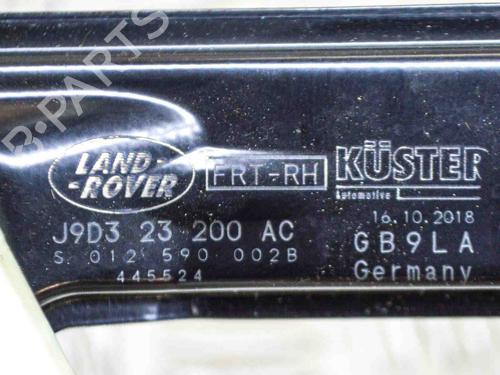 B-PARTS
LAND-
-ROVER
FRT-RH
KÜSTER
Automotive
16.10.2018
J9D3 23 200 AC
GB9LA
S 012 590 002B
Germany
445524